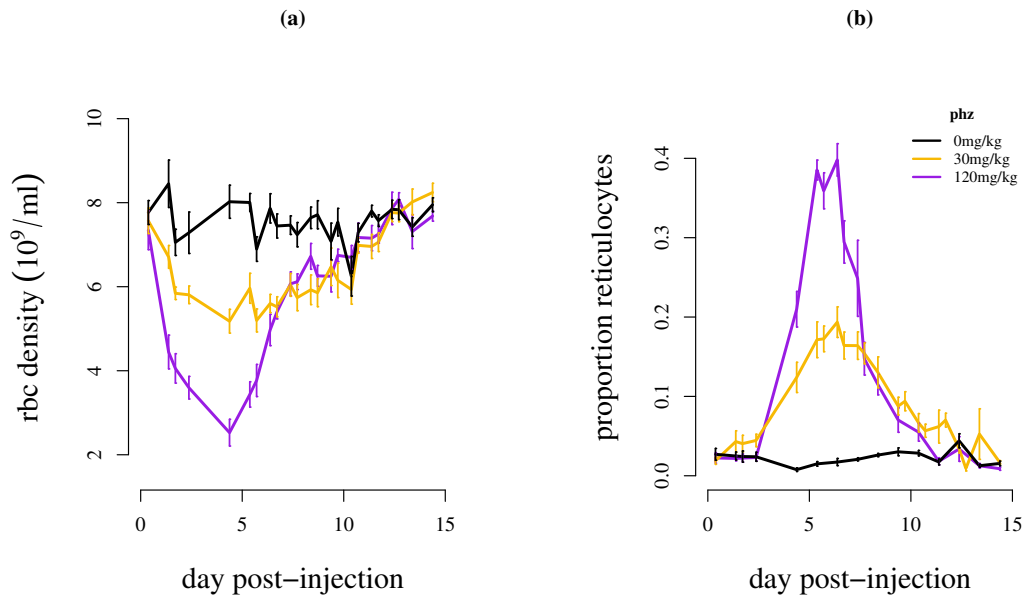 (a)
rbc density (10^9/ml)
10
8
6
4
2
0 5 10 15
day post−injection
(b)
proportion reticulocytes
0.4
0.3
0.2
0.1
0.0
0 5 10 15
day post−injection
phz
0mg/kg
30mg/kg
120mg/kg